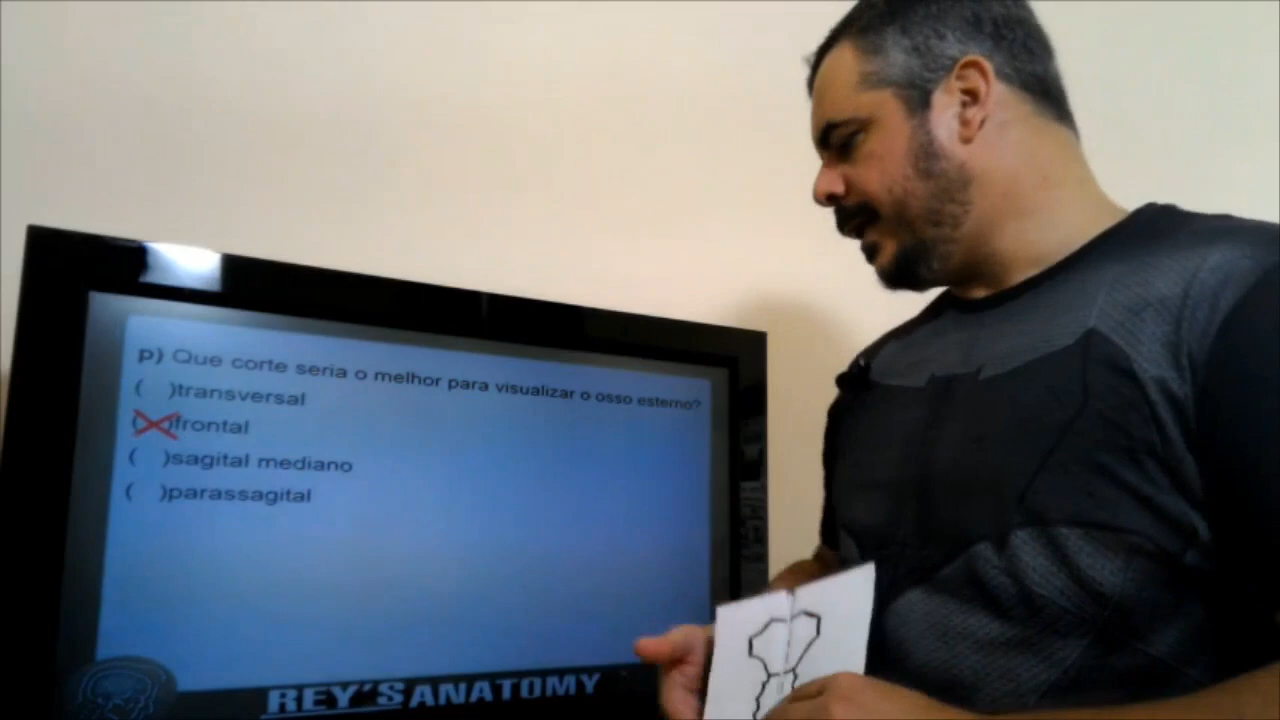 p) Que corte seria o melhor para visualizar o osso esterno?
( )transversal
( )frontal
( )sagital mediano
( )parassagital
REY'S ANATOMY